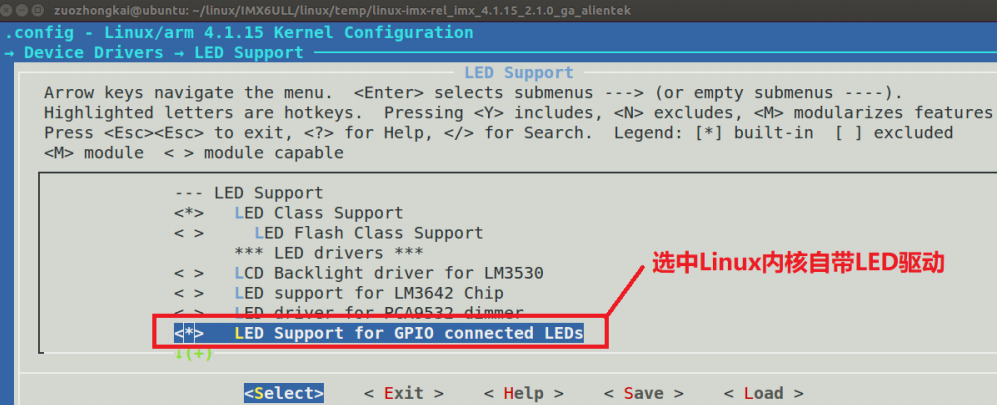 zuozhongkai@ubuntu: ~/linux/IMX6ULL/linux/temp/linux-imx-rel_imx_4.1.15_2.1.0_ga_alientek
.config - Linux/arm 4.1.15 Kernel Configuration
→ Device Drivers → LED Support
LED Support
Arrow keys navigate the menu.  <Enter> selects submenus ---> (or empty submenus ----).
Highlighted letters are hotkeys.  Pressing <Y> includes, <N> excludes, <M> modularizes features
Press <Esc><Esc> to exit, <?> for Help, </> for Search.  Legend: [*] built-in  [ ] excluded
<M> module  < > module capable
--- LED Support
<*>   LED Class Support
< >     LED Flash Class Support
*** LED drivers ***
< >   LCD Backlight driver for LM3530
< >   LED support for LM3642 Chip
< >   LED driver for PCA9532 dimmer
<*>   LED Support for GPIO connected LEDs
↓(+)
选中Linux内核自带LED驱动
<Select>    < Exit >    < Help >    < Save >    < Load >